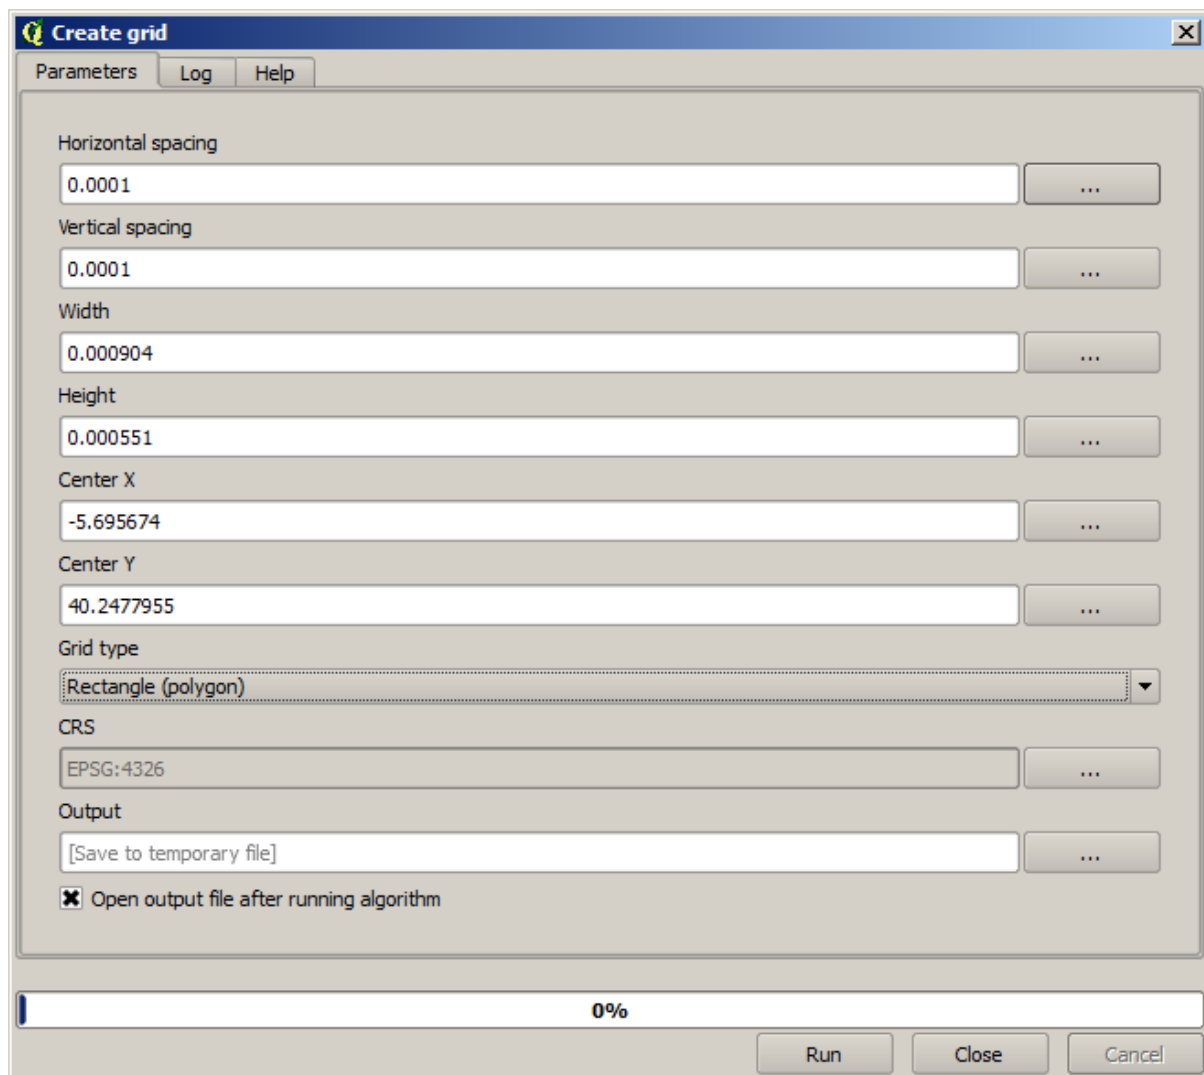 Create grid
Parameters Log Help
Horizontal spacing
0.0001 ...
Vertical spacing
0.0001 ...
Width
0.000904 ...
Height
0.000551 ...
Center X
-5.695674 ...
Center Y
40.2477955 ...
Grid type
Rectangle (polygon)
CRS
EPSG:4326 ...
Output
[Save to temporary file] ...
Open output file after running algorithm
0%
Run Close Cancel